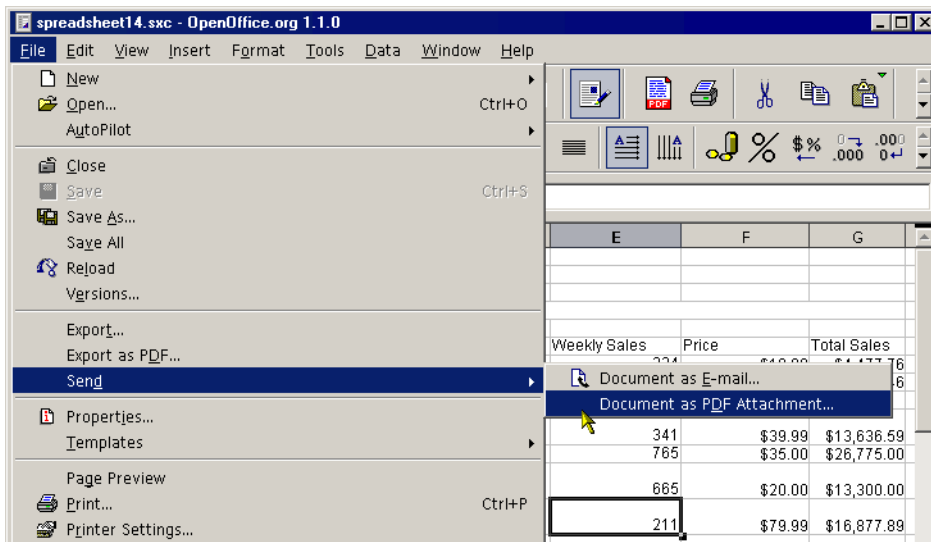 spreadsheet14.sxc - OpenOffice.org 1.1.0
File Edit View Insert Format Tools Data Window Help
New
Open... Ctrl+O
AutoPilot
Close
Save Ctrl+S
Save As...
Save All
Reload
Versions...
Export...
Export as PDF...
Send
Properties...
Templates
Page Preview
Print... Ctrl+P
Printer Settings...
Document as E-mail...
Document as PDF Attachment...
PDF
A A % $% 0 .000 .000 0
E F G
Weekly Sales Price Total Sales
341 $39.99 $13,636.59
765 $35.00 $26,775.00
665 $20.00 $13,300.00
211 $79.99 $16,877.89